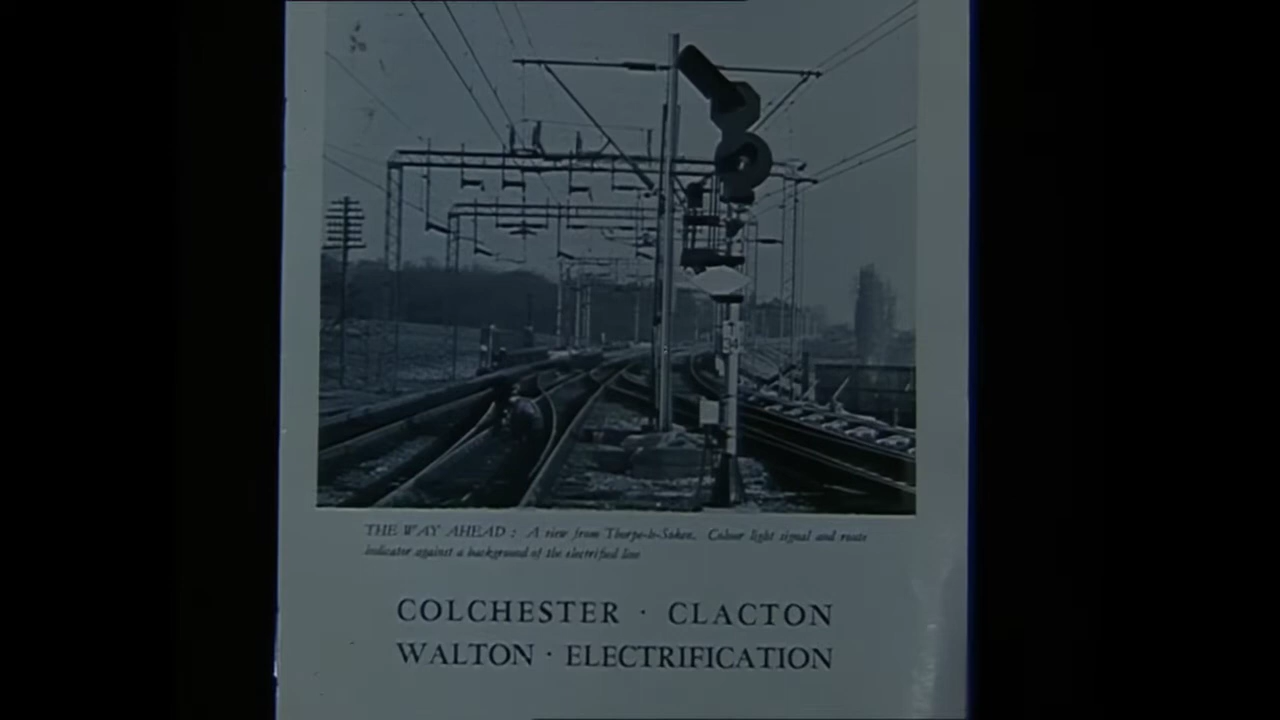 T
34
THE WAY AHEAD : A view from Thorpe-le-Soken. Colour light signal and route
indicator against a background of the electrified line
COLCHESTER · CLACTON
WALTON · ELECTRIFICATION